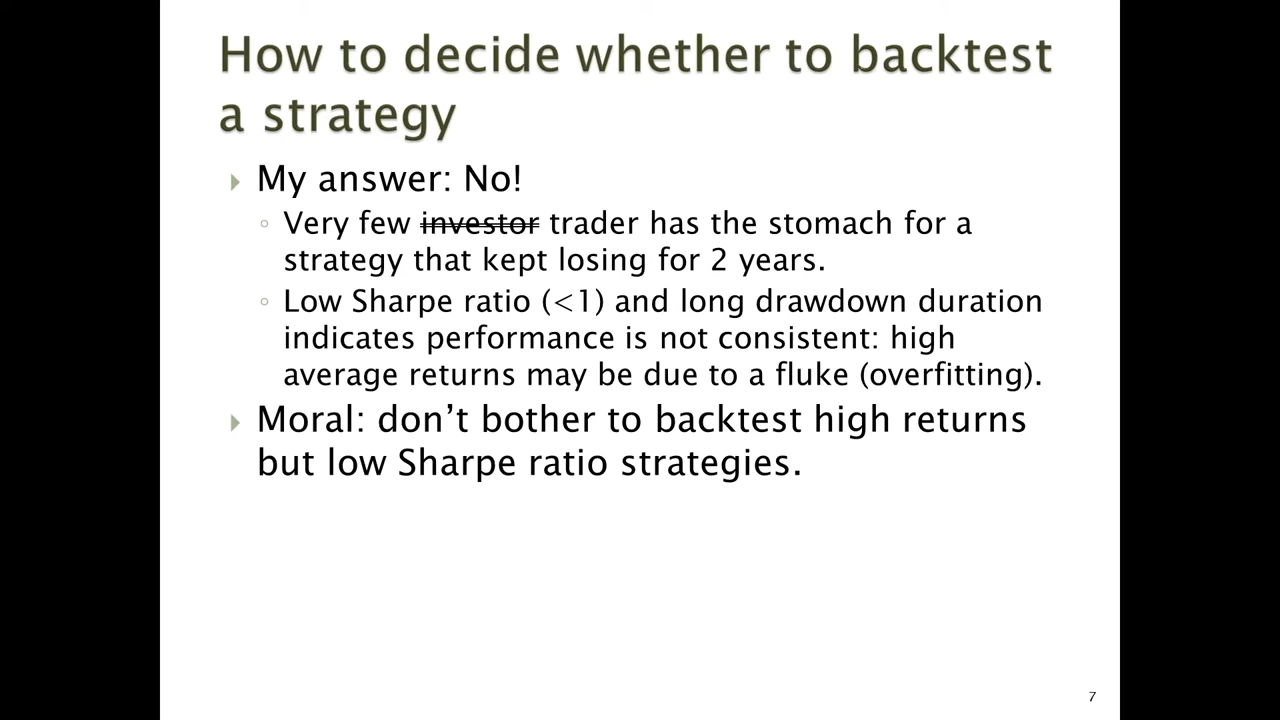 How to decide whether to backtest
a strategy
My answer: No!
Very few investor trader has the stomach for a
strategy that kept losing for 2 years.
Low Sharpe ratio (<1) and long drawdown duration
indicates performance is not consistent: high
average returns may be due to a fluke (overfitting).
Moral: don’t bother to backtest high returns
but low Sharpe ratio strategies.
7